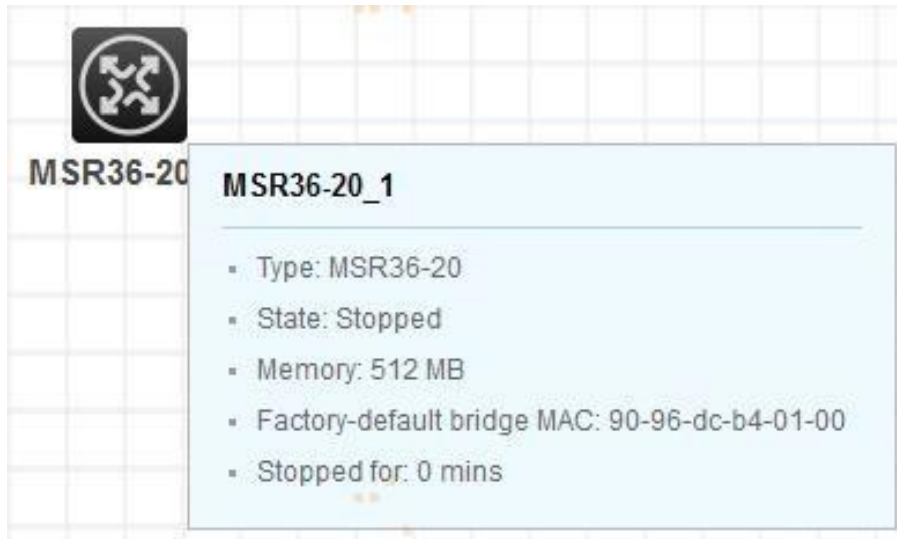 MSR36-20
MSR36-20_1
Type: MSR36-20
State: Stopped
Memory: 512 MB
Factory-default bridge MAC: 90-96-dc-b4-01-00
Stopped for: 0 mins